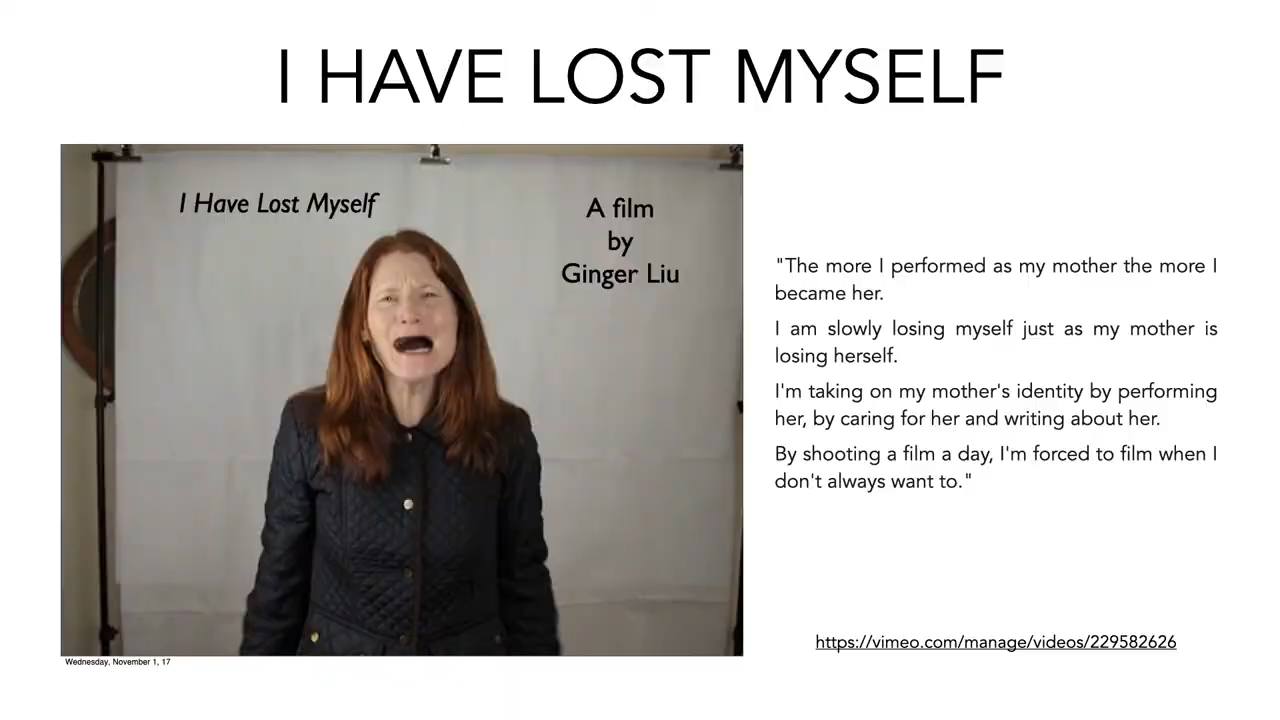 I HAVE LOST MYSELF
I Have Lost Myself
A film
by
Ginger Liu
"The more I performed as my mother the more I
became her.
I am slowly losing myself just as my mother is
losing herself.
I'm taking on my mother's identity by performing
her, by caring for her and writing about her.
By shooting a film a day, I'm forced to film when I
don't always want to."
https://vimeo.com/manage/videos/229582626
Wednesday, November 1, 17